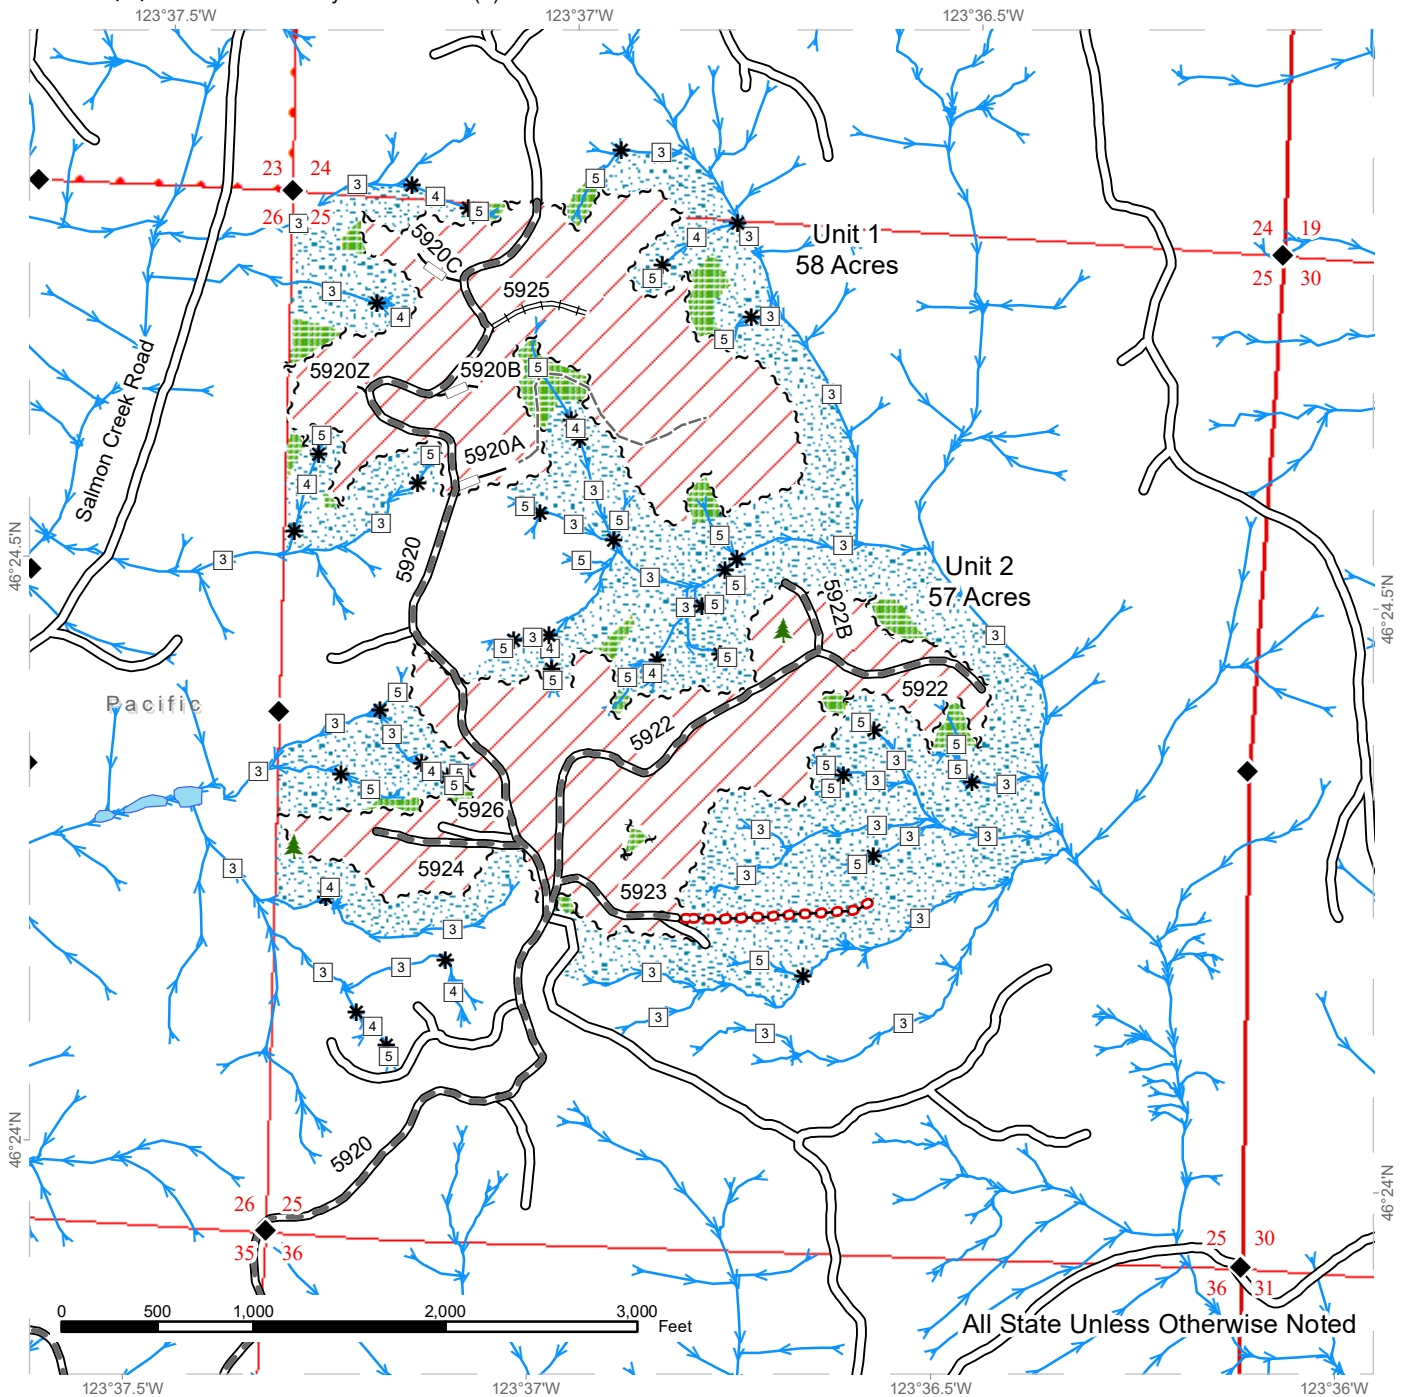 123°37.5'W
123°37'W
123°36.5'W
23 24
26 25
24 19
25 30
Unit 1
58 Acres
5920C
5925
5920Z
5920B
5920A
Salmon Creek Road
46°24.5'N
46°24.5'N
5920
Unit 2
57 Acres
5922B
5922
5922
Pacific
5926
5924
5923
46°24'N
46°24'N
5920
26 25
35 36
25 30
36 31
0 500 1,000 2,000 3,000
Feet
All State Unless Otherwise Noted
123°37.5'W
123°37'W
123°36.5'W
123°36'W